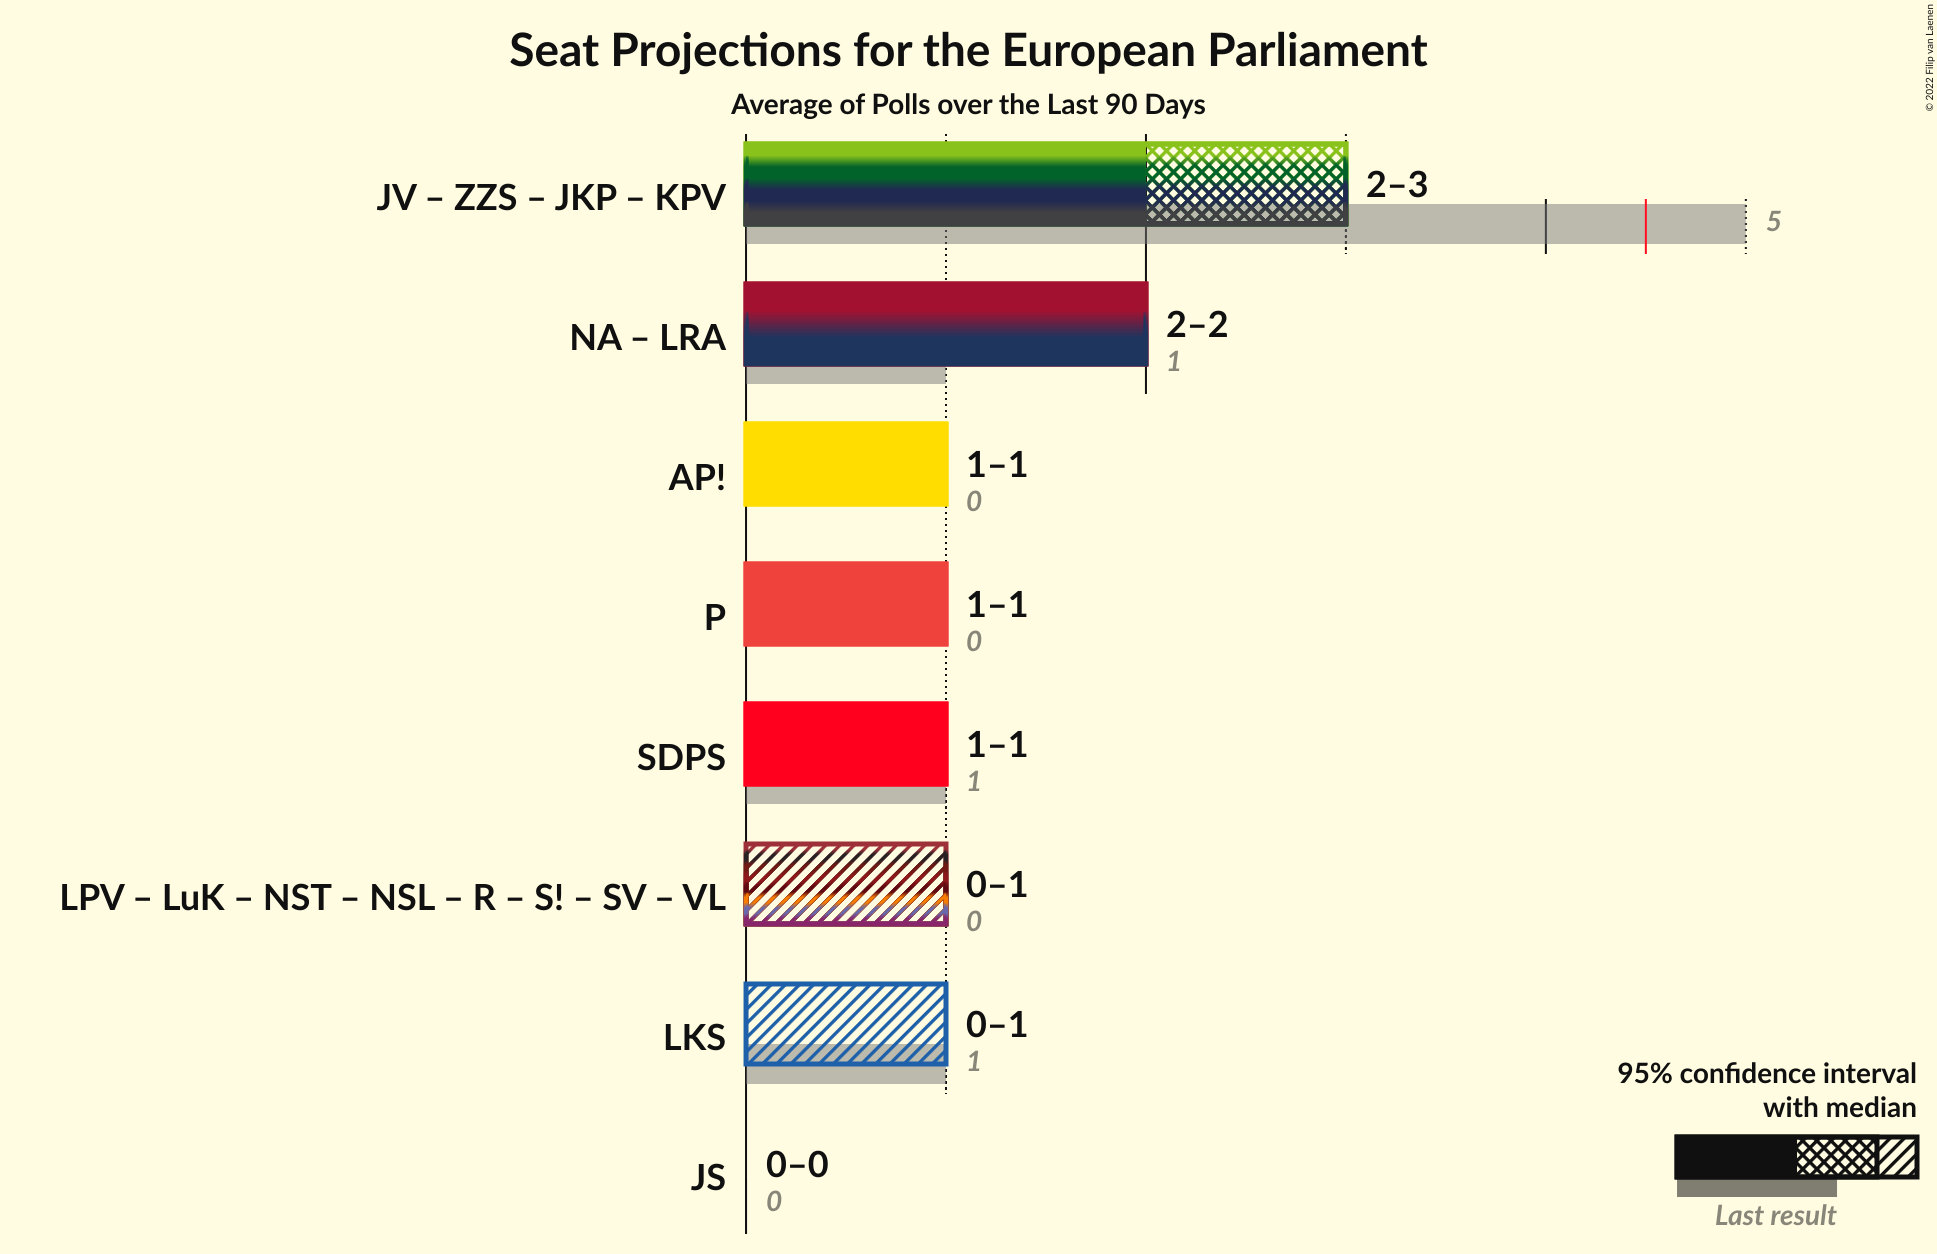 Seat Projections for the European Parliament
Average of Polls over the Last 90 Days
© 2022 Filip van Laenen
JV – ZZS – JKP – KPV
2–3
5
NA – LRA
2–2
1
AP!
1–1
0
P
1–1
0
SDPS
1–1
1
LPV – LuK – NST – NSL – R – S! – SV – VL
0–1
0
LKS
0–1
1
JS
0–0
0
95% confidence interval
with median
Last result